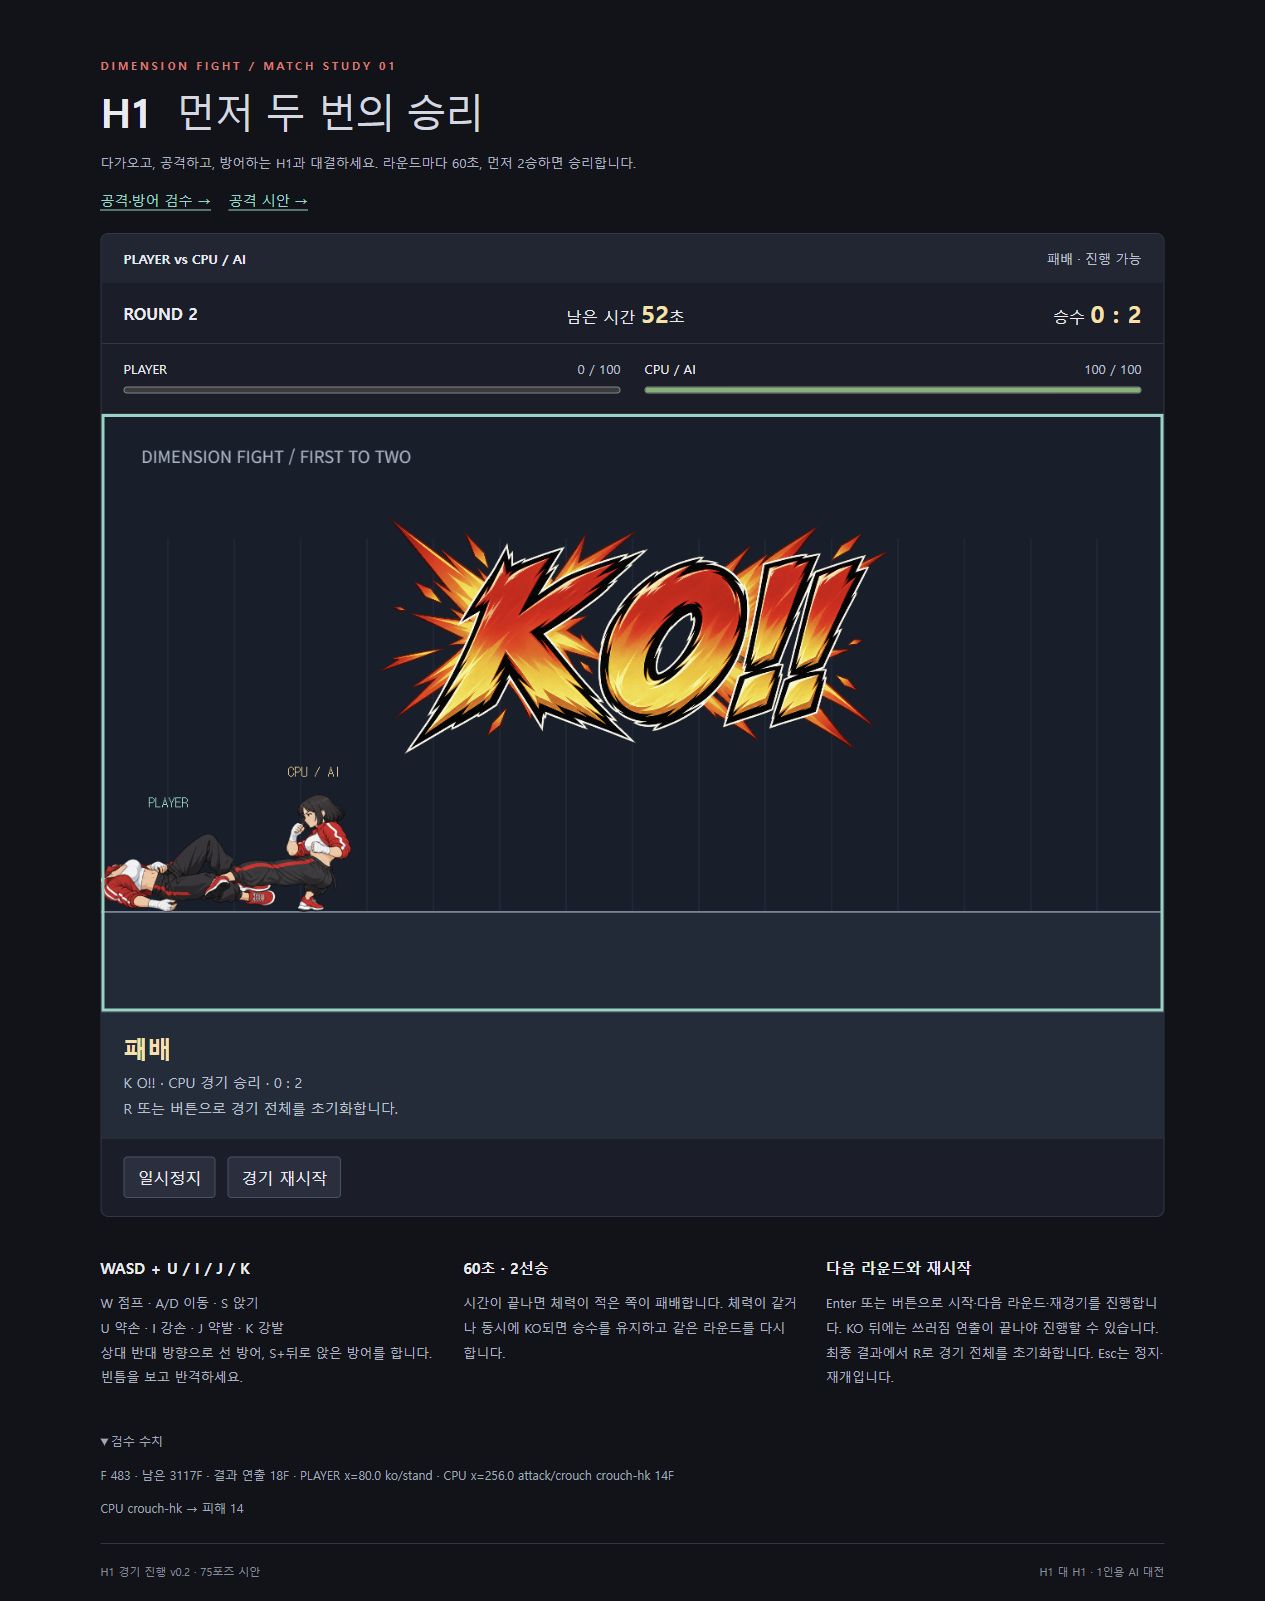 DIMENSION FIGHT / MATCH STUDY 01
H1 먼저 두 번의 승리
다가오고, 공격하고, 방어하는 H1과 대결하세요. 라운드마다 60초, 먼저 2승하면 승리합니다.
공격·방어 검수 → 공격 시안 →
PLAYER vs CPU / AI 패배 · 진행 가능
ROUND 2 남은 시간 52초 승수 0 : 2
PLAYER 0 / 100 CPU / AI 100 / 100
DIMENSION FIGHT / FIRST TO TWO
KO!!
CPU / AI
PLAYER
패배
K O!! · CPU 경기 승리 · 0 : 2
R 또는 버튼으로 경기 전체를 초기화합니다.
일시정지 경기 재시작
WASD + U / I / J / K
W 점프 · A/D 이동 · S 앉기
U 약손 · I 강손 · J 약발 · K 강발
상대 반대 방향으로 선 방어, S+뒤로 앉은 방어를 합니다.
빈틈을 보고 반격하세요.
60초 · 2선승
시간이 끝나면 체력이 적은 쪽이 패배합니다. 체력이 같거
나 동시에 KO되면 승수를 유지하고 같은 라운드를 다시
합니다.
다음 라운드와 재시작
Enter 또는 버튼으로 시작·다음 라운드·재경기를 진행합니
다. KO 뒤에는 쓰러짐 연출이 끝나야 진행할 수 있습니다.
최종 결과에서 R로 경기 전체를 초기화합니다. Esc는 정지·
재개입니다.
▼검수 수치
F 483 · 남은 3117F · 결과 연출 18F · PLAYER x=80.0 ko/stand · CPU x=256.0 attack/crouch crouch-hk 14F
CPU crouch-hk → 피해 14
H1 경기 진행 v0.2 · 75포즈 시안 H1 대 H1 · 1인용 AI 대전